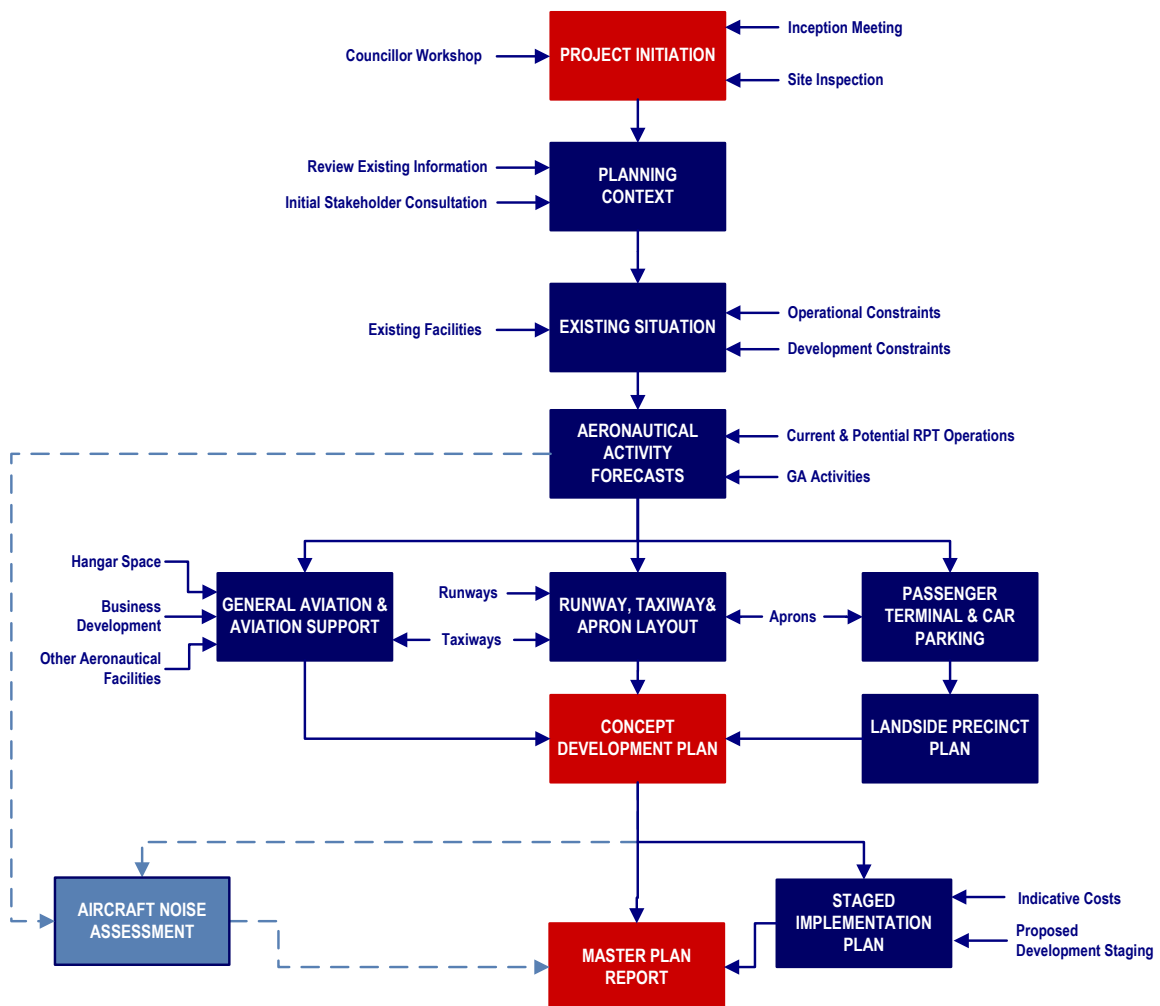 Inception Meeting
Councillor Workshop
PROJECT INITIATION
Site Inspection
Review Existing Information
PLANNING
CONTEXT
Initial Stakeholder Consultation
Operational Constraints
Existing Facilities
EXISTING SITUATION
Development Constraints
AERONAUTICAL
ACTIVITY
FORECASTS
Current & Potential RPT Operations
GA Activities
Hangar Space
Business
Development
Other Aeronautical
Facilities
GENERAL AVIATION &
AVIATION SUPPORT
Runways
Taxiways
RUNWAY, TAXIWAY&
APRON LAYOUT
Aprons
PASSENGER
TERMINAL & CAR
PARKING
CONCEPT
DEVELOPMENT PLAN
LANDSIDE PRECINCT
PLAN
AIRCRAFT NOISE
ASSESSMENT
STAGED
IMPLEMENTATION
PLAN
Indicative Costs
Proposed
Development Staging
MASTER PLAN
REPORT